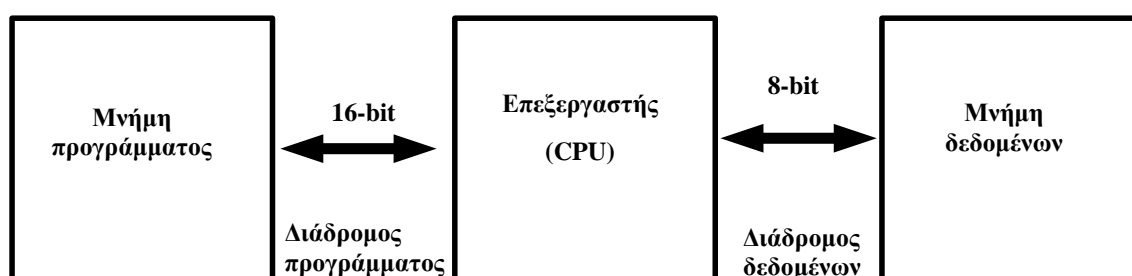 Μνήμη
προγράμματος
16-bit
Διάδρομος
προγράμματος
Επεξεργαστής
(CPU)
8-bit
Διάδρομος
δεδομένων
Μνήμη
δεδομένων